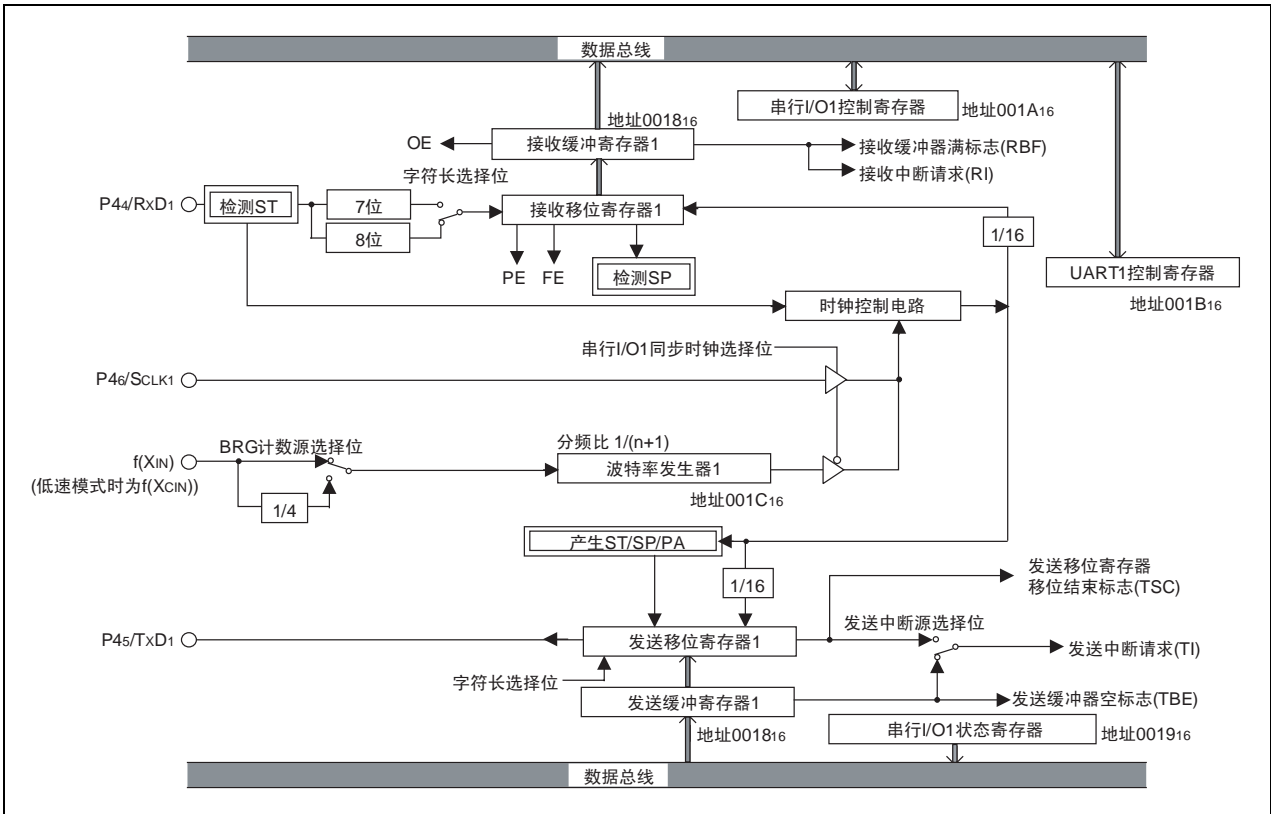 数据总线
串行I/O1控制寄存器 地址001A16
地址001816
OE 接收缓冲寄存器1 接收缓冲器满标志(RBF)
接收中断请求(RI)
字符长选择位
P44/RXD1 检测ST 7位 接收移位寄存器1
8位 1/16
PE FE 检测SP UART1控制寄存器
时钟控制电路 地址001B16
串行I/O1同步时钟选择位
P46/SCLK1
BRG计数源选择位 分频比 1/(n+1)
f(XIN) 波特率发生器1
(低速模式时为f(XCIN))
1/4 地址001C16
产生ST/SP/PA
1/16 发送移位寄存器
移位结束标志(TSC)
发送中断源选择位
P45/TXD1 发送移位寄存器1 发送中断请求(TI)
字符长选择位
发送缓冲寄存器1 发送缓冲器空标志(TBE)
地址001816 串行I/O1状态寄存器 地址001916
数据总线